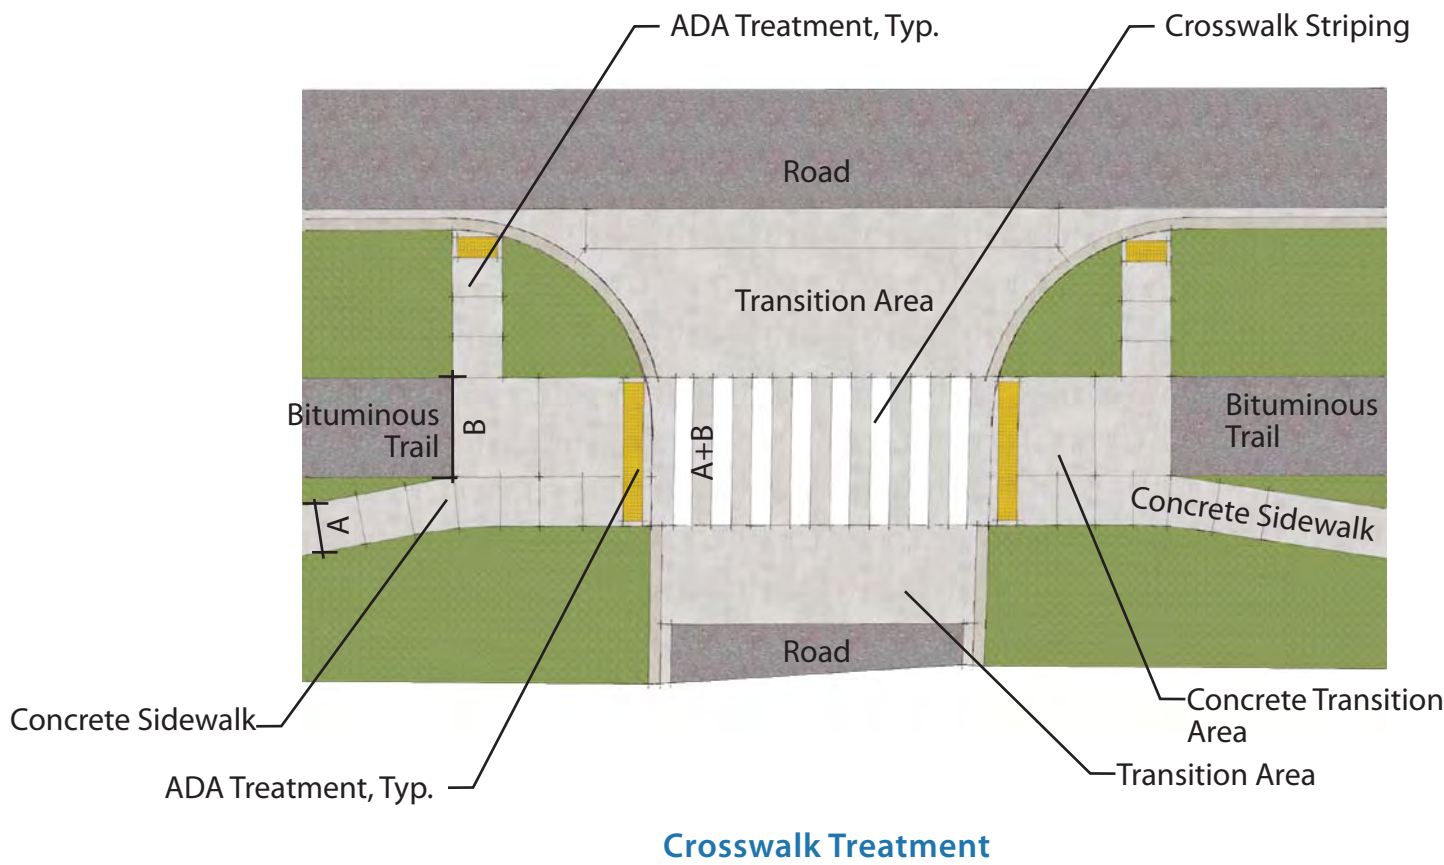 ADA Treatment, Typ.
Crosswalk Striping
Road
Transition Area
Bituminous
Trail
B
A+B
A
Bituminous
Trail
Concrete Sidewalk
Road
Concrete Sidewalk
Concrete Transition
Area
ADA Treatment, Typ.
Transition Area
Crosswalk Treatment